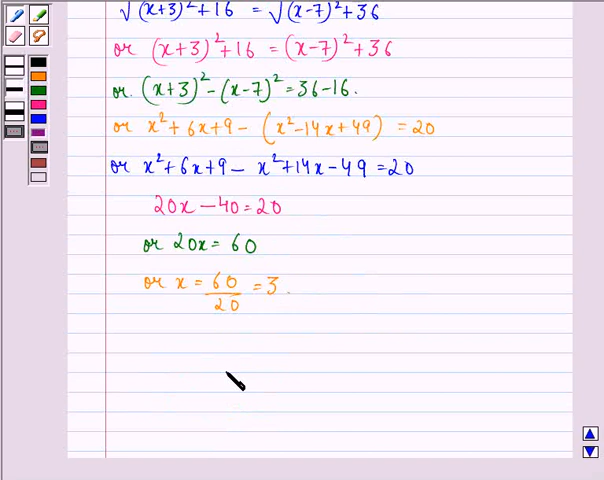 √(x+3)²+16 = √(x-7)²+36
or (x+3)²+16 = (x-7)²+36
or. (x+3)²-(x-7)² = 36-16.
or x²+6x+9 - (x²-14x+49) = 20
or x²+6x+9 - x²+14x-49 = 20
20x - 40 = 20
or 20x = 60
or x = 60/20 = 3.